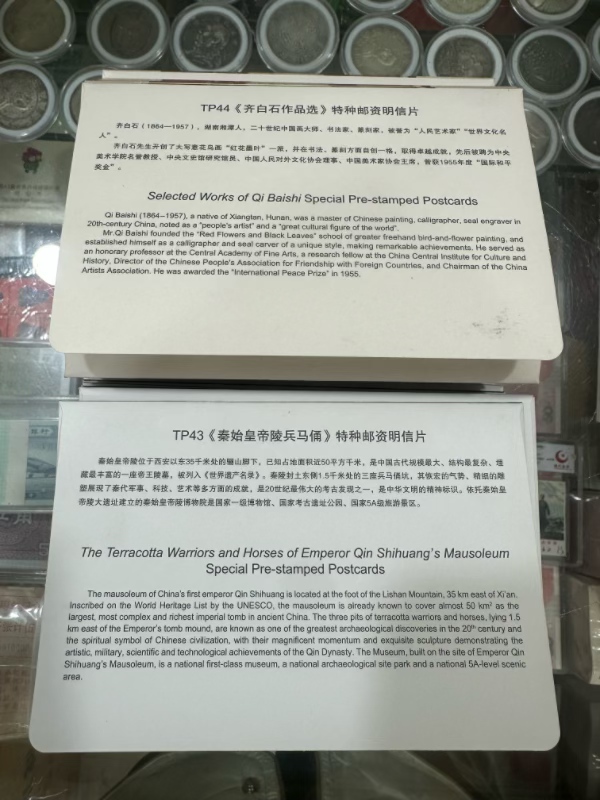 TP44《齐白石作品选》特种邮资明信片
齐白石（1864—1957），湖南湘潭人，二十世纪中国画大师，书法家、篆刻家，被誉为“人民艺术家”“世界文化名
人”。
齐白石先生开创了大写意花鸟画“红花墨叶”一派，并在书法、篆刻方面自创一格，取得卓越成就，先后被聘为中央
美术学院名誉教授、中央文史馆研究馆员、中国人民对外文化协会理事、中国美术家协会主席，曾获1955年度“国际和平
奖金”。
Selected Works of Qi Baishi Special Pre-stamped Postcards
Qi Baishi (1864-1957), a native of Xiangtan, Hunan, was a master of Chinese painting, calligrapher, seal engraver in
20th-century China, noted as a "people's artist" and a "great cultural figure of the world".
Mr.Qi Baishi founded the "Red Flowers and Black Leaves" school of greater freehand bird-and-flower painting, and
established himself as a calligrapher and seal carver of a unique style, making remarkable achievements. He served as
an honorary professor at the Central Academy of Fine Arts, a research fellow at the China Central Institute for Culture and
History, Director of the Chinese People's Association for Friendship with Foreign Countries, and Chairman of the China
Artists Association. He was awarded the "International Peace Prize" in 1955.
TP43《秦始皇帝陵兵马俑》特种邮资明信片
秦始皇帝陵位于西安以东35千米处的骊山脚下，已知占地面积近50平方千米，是中国古代规模最大、结构最复杂、埋
藏最丰富的一座帝王陵墓，被列入《世界遗产名录》。秦陵封土东侧1.5千米处的三座兵马俑坑，其恢宏的气势、精湛的雕
塑展现了秦代军事、科技、艺术等多方面的成就，是20世纪最伟大的考古发现之一，是中华文明的精神标识。依托秦始皇
帝陵大遗址建立的秦始皇帝陵博物院是国家一级博物馆、国家考古遗址公园、国家5A级旅游景区。
The Terracotta Warriors and Horses of Emperor Qin Shihuang's Mausoleum
Special Pre-stamped Postcards
The mausoleum of China's first emperor Qin Shihuang is located at the foot of the Lishan Mountain, 35 km east of Xi'an.
Inscribed on the World Heritage List by the UNESCO, the mausoleum is already known to cover almost 50 km² as the
largest, most complex and richest imperial tomb in ancient China. The three pits of terracotta warriors and horses, lying 1.5
km east of the Emperor's tomb mound, are known as one of the greatest archaeological discoveries in the 20th century and
the spiritual symbol of Chinese civilization, with their magnificent momentum and exquisite sculpture demonstrating the
artistic, military, scientific and technological achievements of the Qin Dynasty. The Museum, built on the site of Emperor Qin
Shihuang's Mausoleum, is a national first-class museum, a national archaeological site park and a national 5A-level scenic
area.